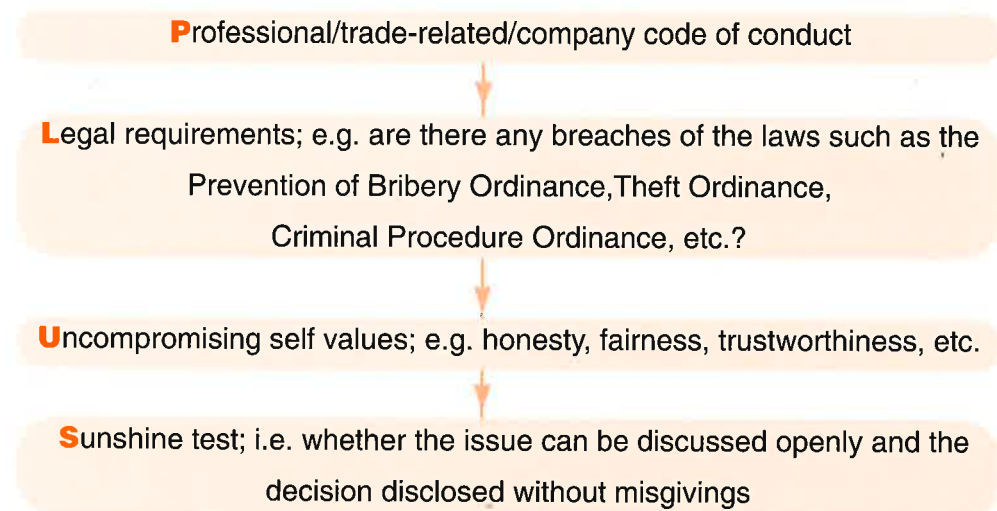 Professional/trade-related/company code of conduct
Legal requirements; e.g. are there any breaches of the laws such as the
Prevention of Bribery Ordinance,Theft Ordinance,
Criminal Procedure Ordinance, etc.?
Uncompromising self values; e.g. honesty, fairness, trustworthiness, etc.
Sunshine test; i.e. whether the issue can be discussed openly and the
decision disclosed without misgivings